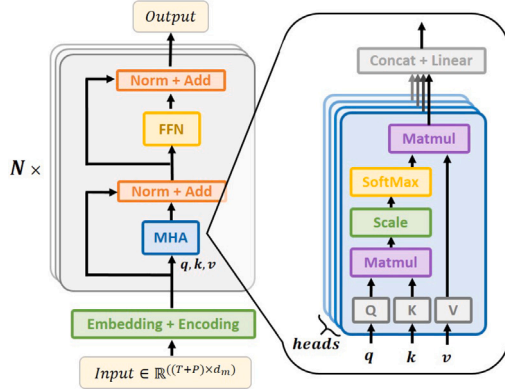 Output
Norm + Add
FFN
N ×
Norm + Add
MHA
q, k, v
Embedding + Encoding
Input ∈ ℝ^((T+P)×d_m)
Concat + Linear
Matmul
SoftMax
Scale
Matmul
Q K V
heads
q k v